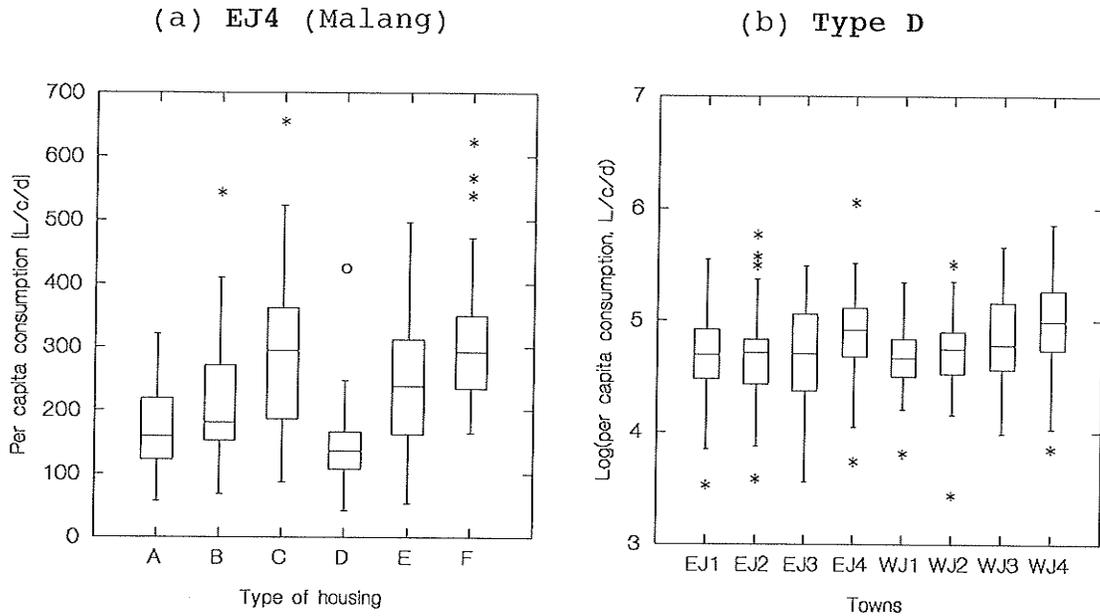 (a) EJ4 (Malang)
Per capita consumption [L/c/d]
700
600
500
400
300
200
100
0
A B C D E F
Type of housing
(b) Type D
Log(per capita consumption, L/c/d)
7
6
5
4
3
EJ1 EJ2 EJ3 EJ4 WJ1 WJ2 WJ3 WJ4
Towns